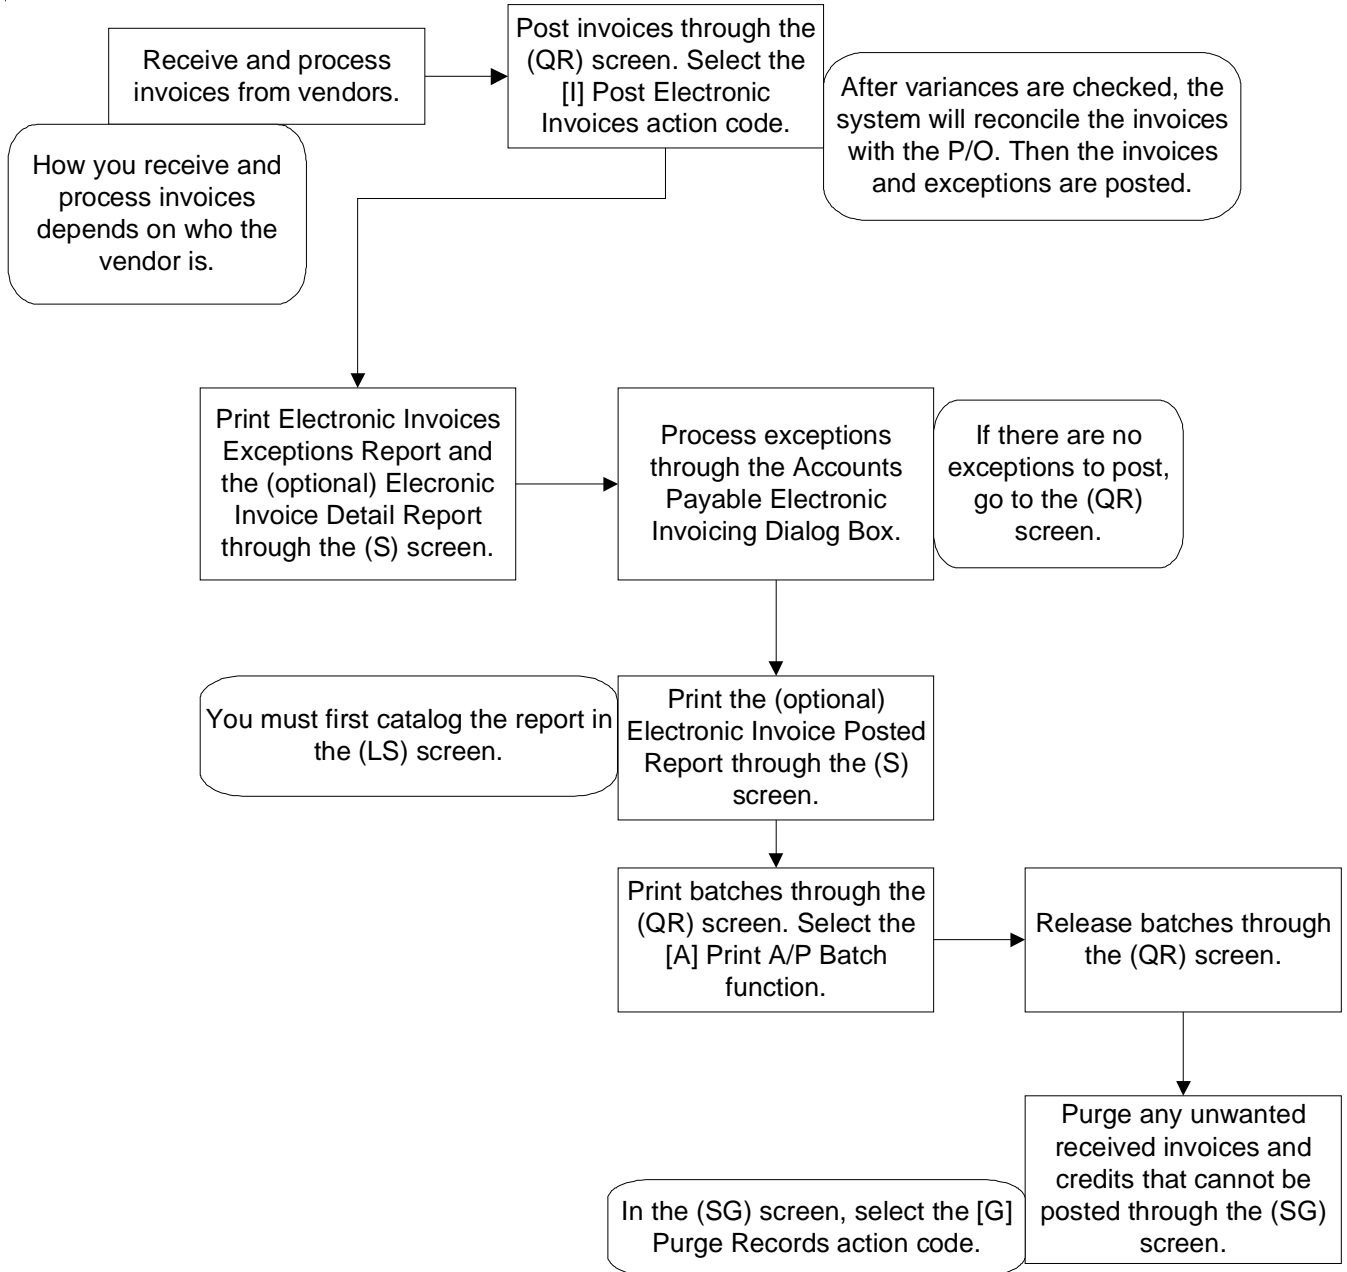 Receive and process
invoices from vendors.
Post invoices through the
(QR) screen. Select the
[I] Post Electronic
Invoices action code.
After variances are checked, the
system will reconcile the invoices
with the P/O. Then the invoices
and exceptions are posted.
How you receive and
process invoices
depends on who the
vendor is.
Print Electronic Invoices
Exceptions Report and
the (optional) Elecronic
Invoice Detail Report
through the (S) screen.
Process exceptions
through the Accounts
Payable Electronic
Invoicing Dialog Box.
If there are no
exceptions to post,
go to the (QR)
screen.
You must first catalog the report in
the (LS) screen.
Print the (optional)
Electronic Invoice Posted
Report through the (S)
screen.
Print batches through the
(QR) screen. Select the
[A] Print A/P Batch
function.
Release batches through
the (QR) screen.
Purge any unwanted
received invoices and
credits that cannot be
posted through the (SG)
screen.
In the (SG) screen, select the [G]
Purge Records action code.